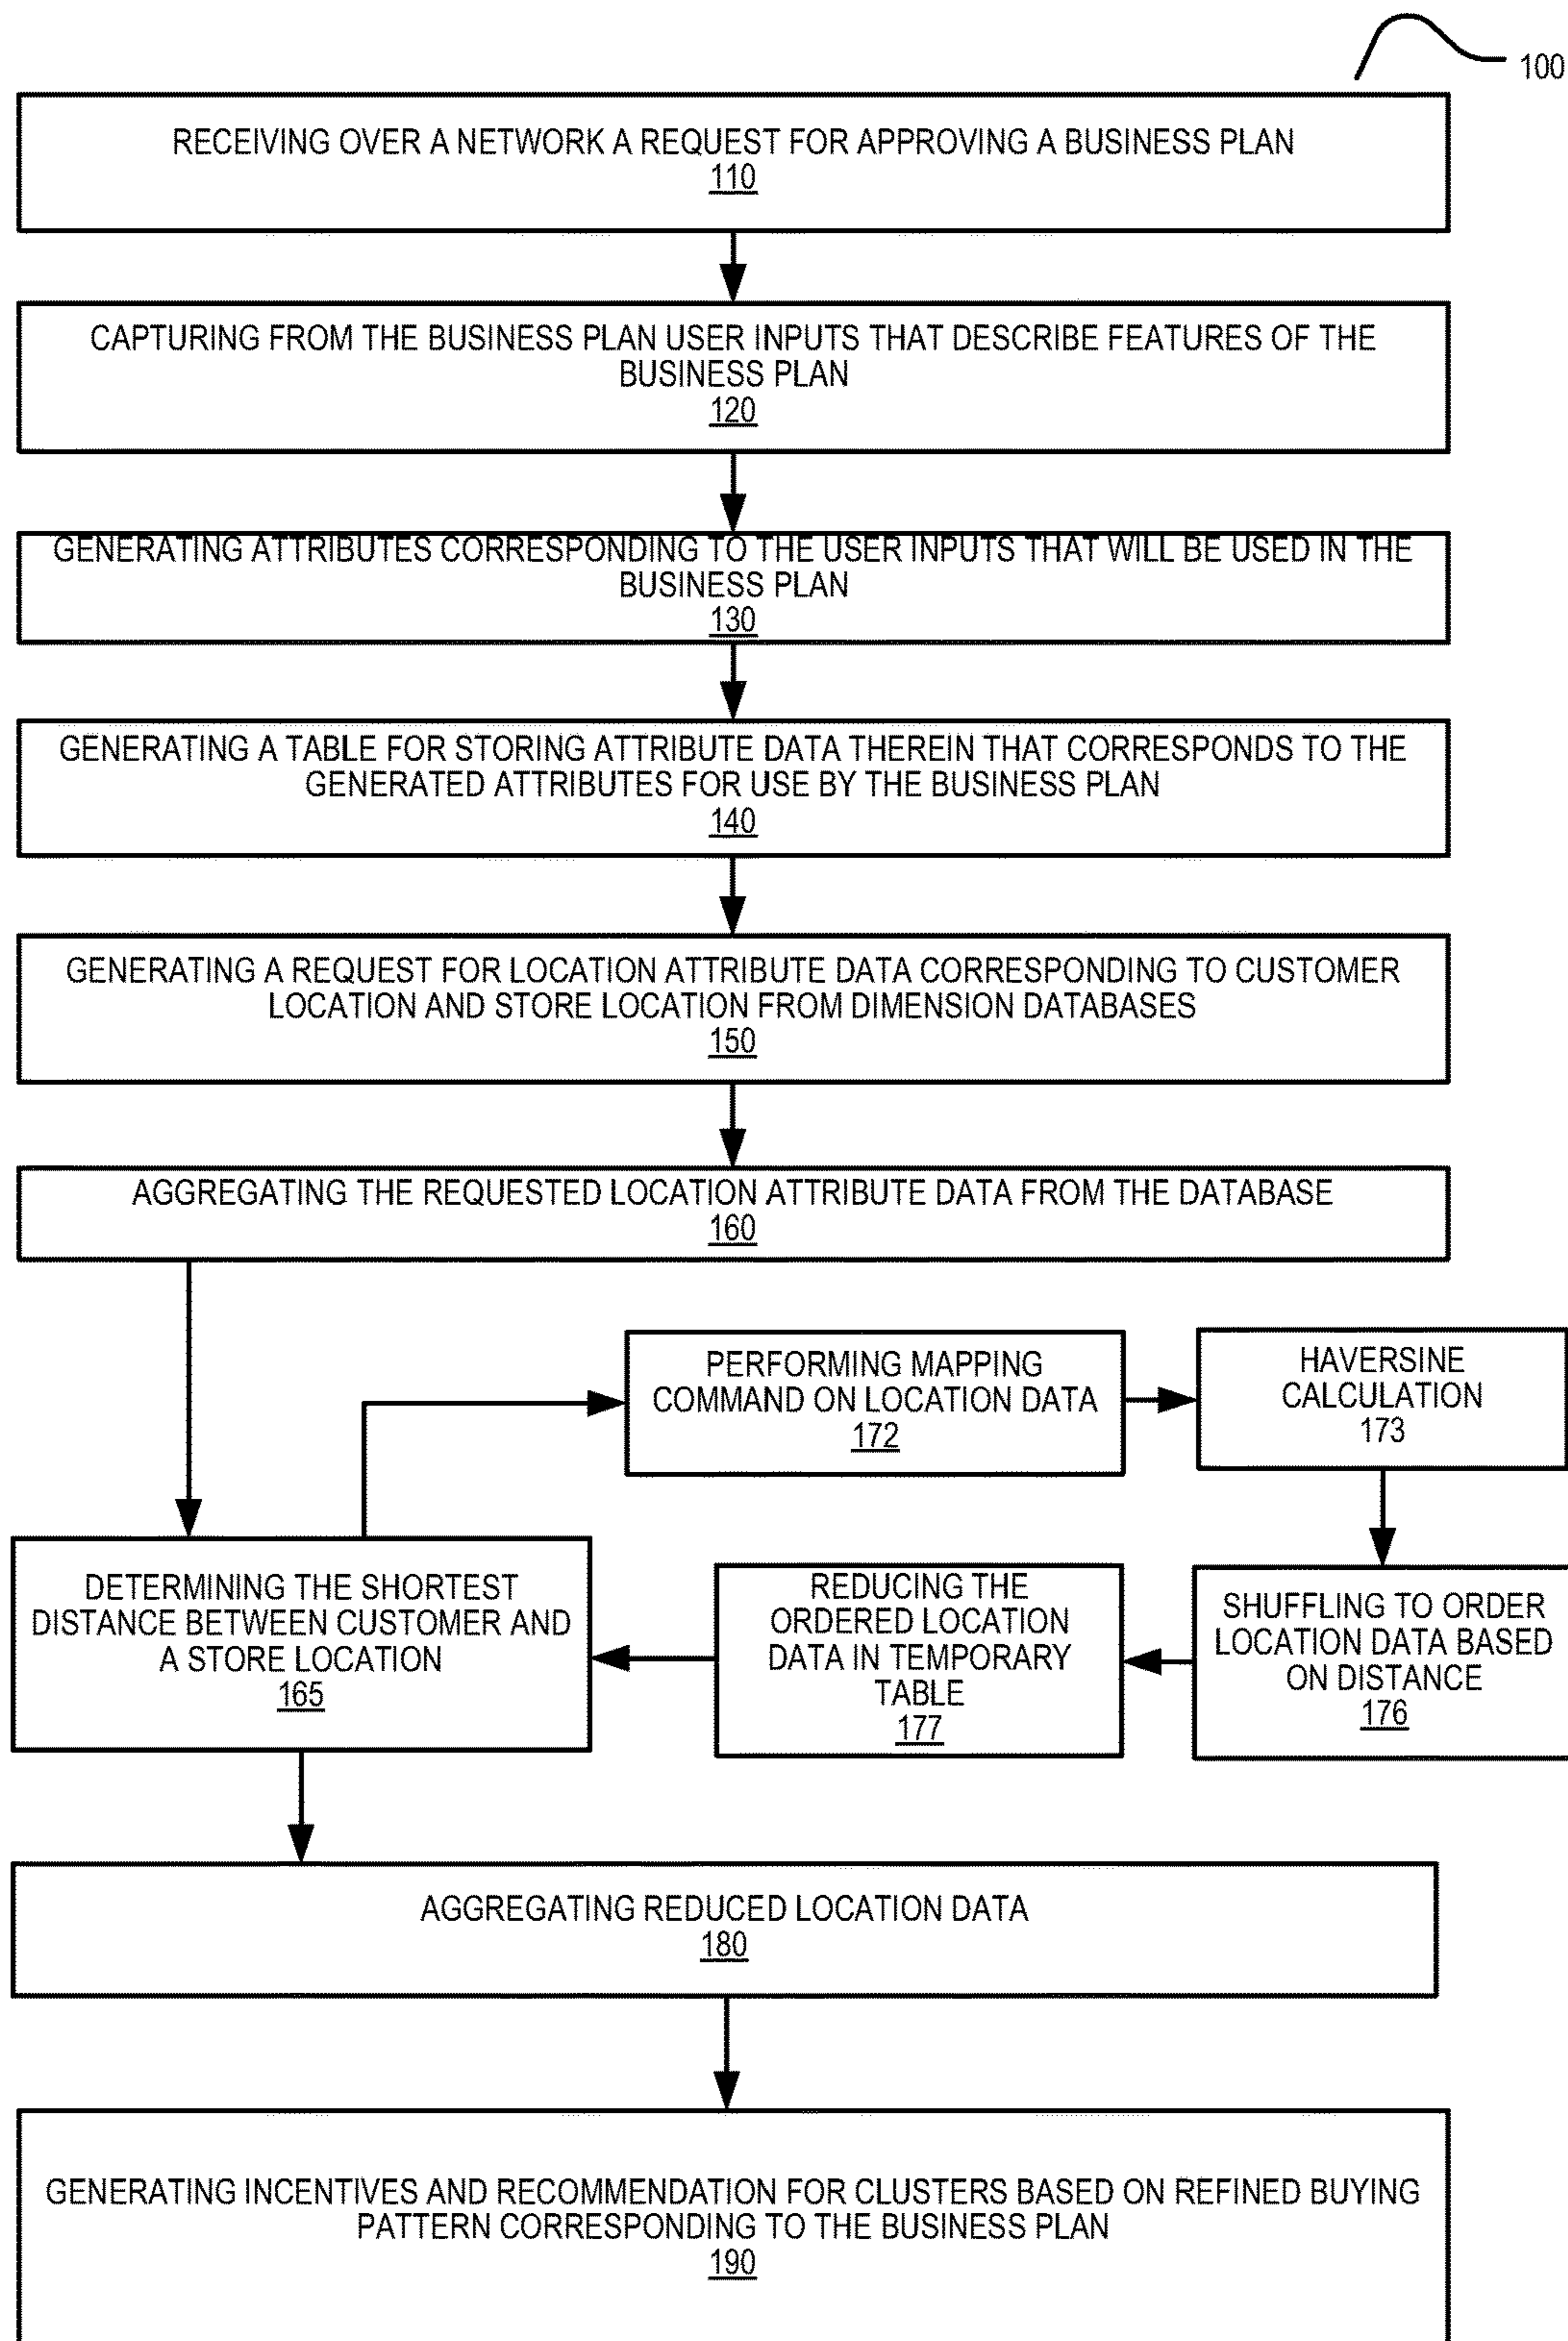 100
RECEIVING OVER A NETWORK A REQUEST FOR APPROVING A BUSINESS PLAN
110
CAPTURING FROM THE BUSINESS PLAN USER INPUTS THAT DESCRIBE FEATURES OF THE
BUSINESS PLAN
120
GENERATING ATTRIBUTES CORRESPONDING TO THE USER INPUTS THAT WILL BE USED IN THE
BUSINESS PLAN
130
GENERATING A TABLE FOR STORING ATTRIBUTE DATA THEREIN THAT CORRESPONDS TO THE
GENERATED ATTRIBUTES FOR USE BY THE BUSINESS PLAN
140
GENERATING A REQUEST FOR LOCATION ATTRIBUTE DATA CORRESPONDING TO CUSTOMER
LOCATION AND STORE LOCATION FROM DIMENSION DATABASES
150
AGGREGATING THE REQUESTED LOCATION ATTRIBUTE DATA FROM THE DATABASE
160
PERFORMING MAPPING
COMMAND ON LOCATION DATA
172
HAVERSINE
CALCULATION
173
DETERMINING THE SHORTEST
DISTANCE BETWEEN CUSTOMER AND
A STORE LOCATION
165
REDUCING THE
ORDERED LOCATION
DATA IN TEMPORARY
TABLE
177
SHUFFLING TO ORDER
LOCATION DATA BASED
ON DISTANCE
176
AGGREGATING REDUCED LOCATION DATA
180
GENERATING INCENTIVES AND RECOMMENDATION FOR CLUSTERS BASED ON REFINED BUYING
PATTERN CORRESPONDING TO THE BUSINESS PLAN
190